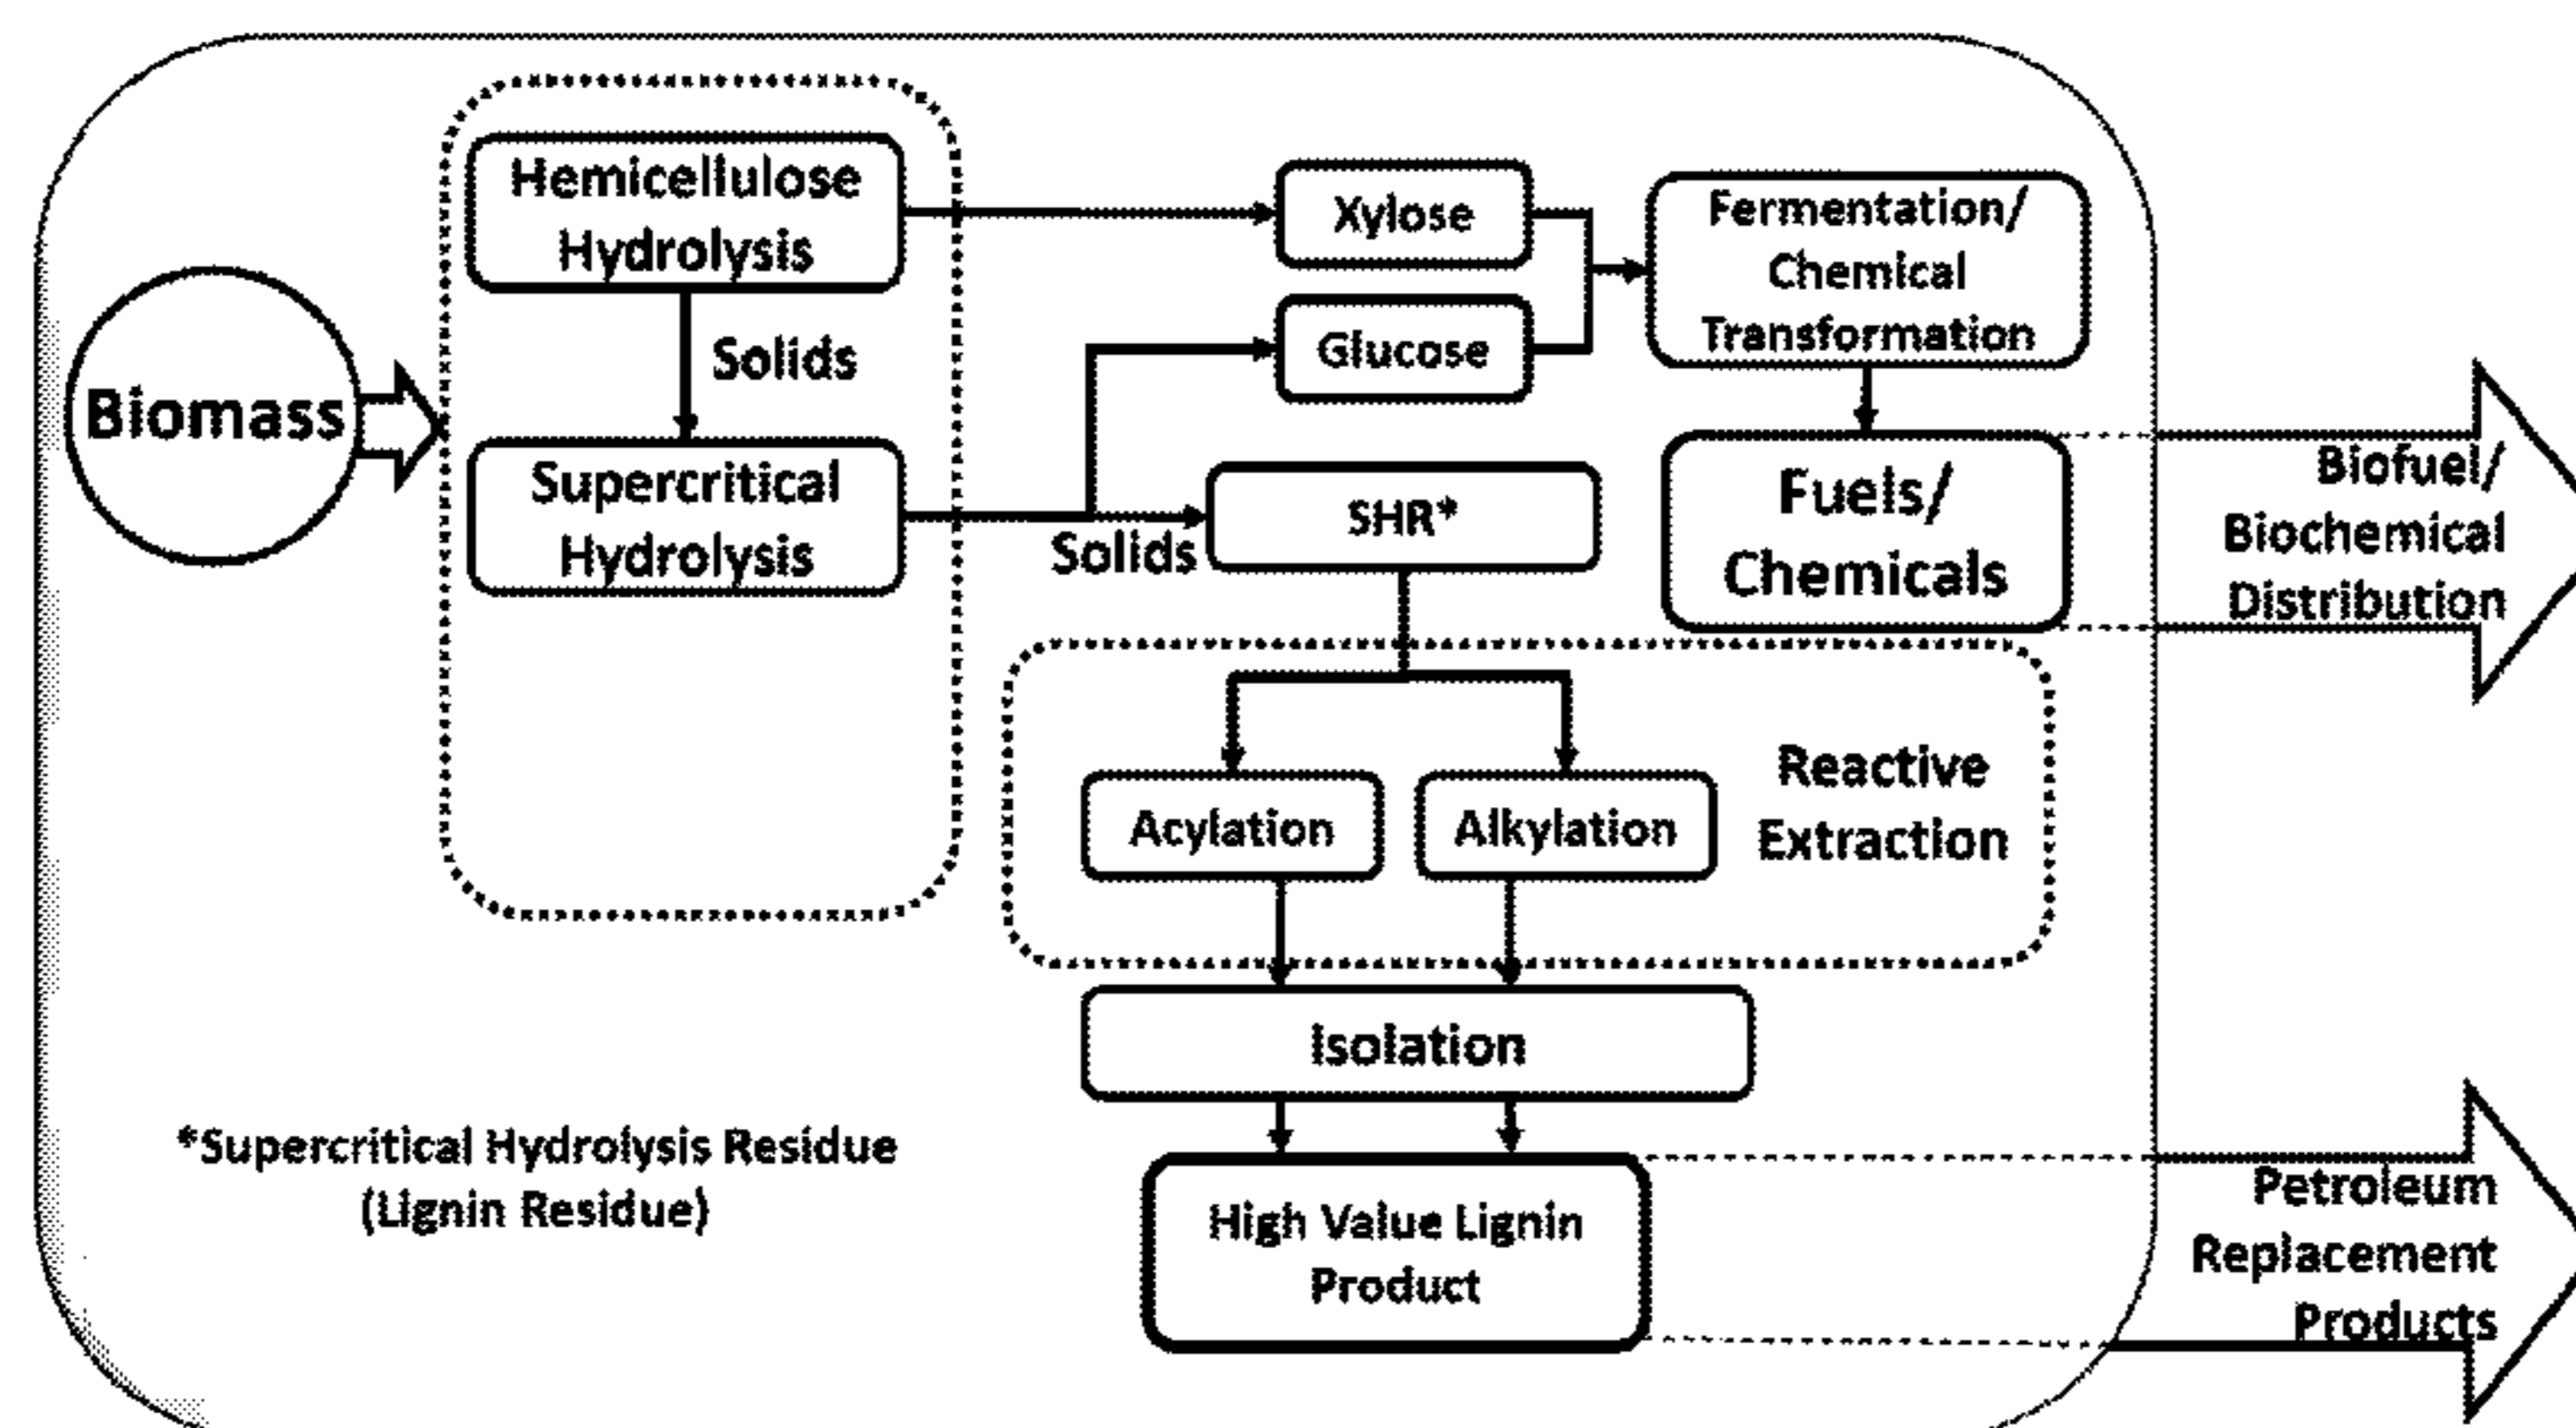 Biomass
Hemicellulose
Hydrolysis
Solids
Supercritical
Hydrolysis
Xylose
Glucose
Fermentation/
Chemical
Transformation
Solids
SHR*
Fuels/
Chemicals
Biofuel/
Biochemical
Distribution
Acylation
Alkylation
Reactive
Extraction
Isolation
High Value Lignin
Product
Petroleum
Replacement
Products
*Supercritical Hydrolysis Residue
(Lignin Residue)